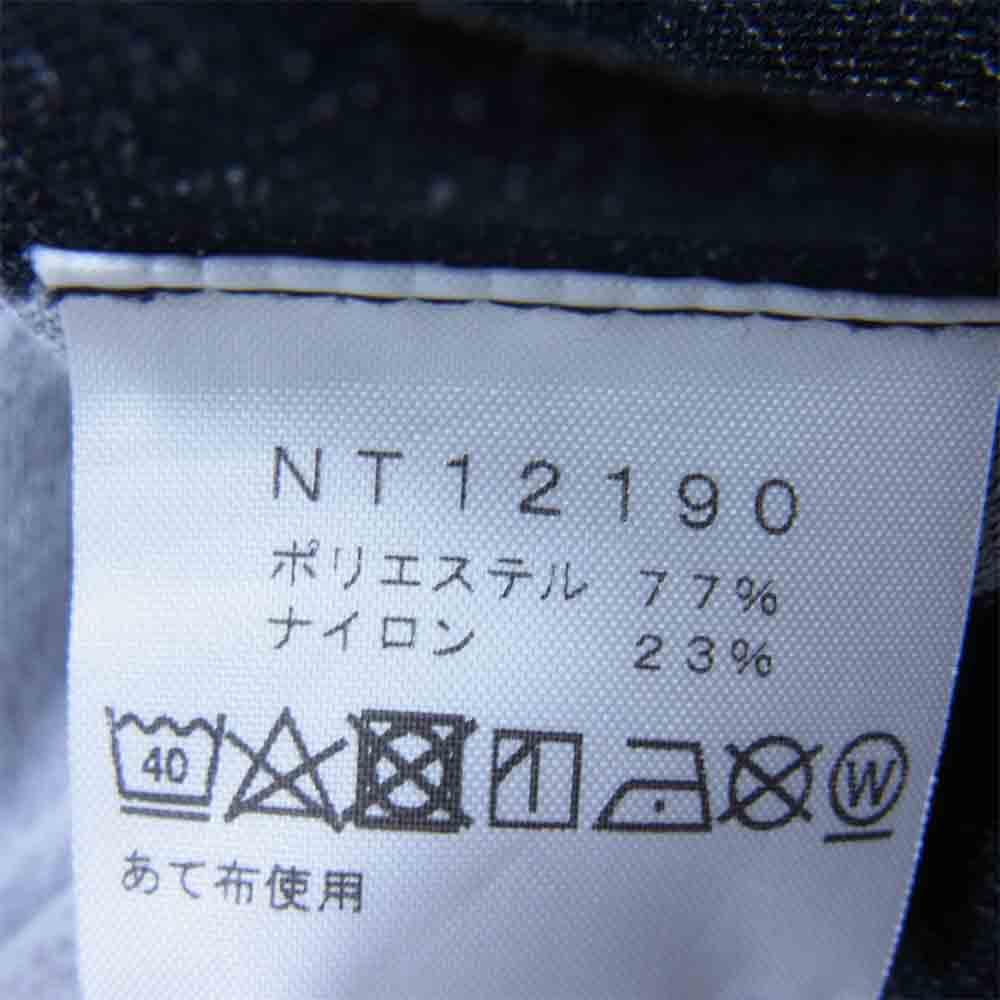 NT12190
ポリエステル 77%
ナイロン 23%
40 W
あて布使用